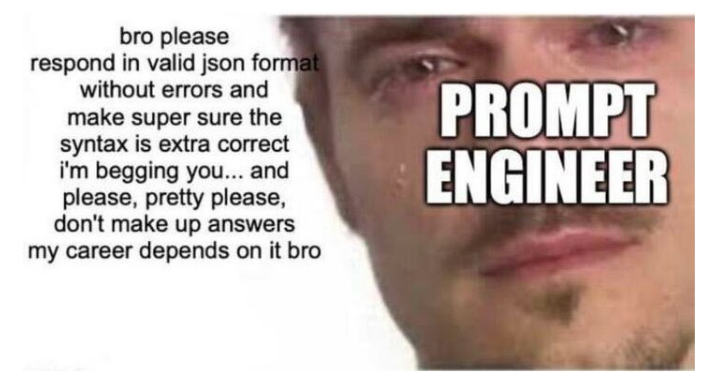 bro please
respond in valid json format
without errors and
make super sure the
syntax is extra correct
i'm begging you... and
please, pretty please,
don't make up answers
my career depends on it bro
PROMPT
ENGINEER